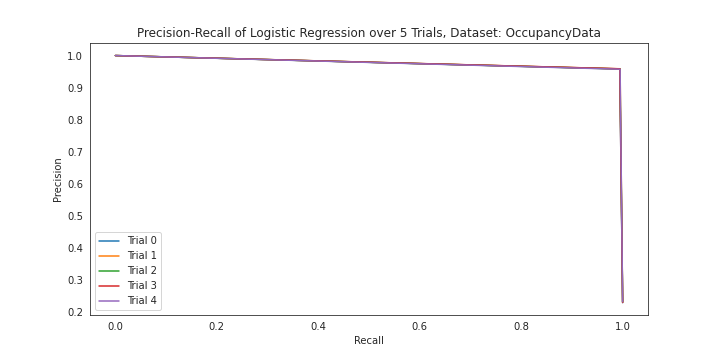 Precision-Recall of Logistic Regression over 5 Trials, Dataset: OccupancyData
1.0
0.9
0.8
0.7
0.6
0.5
0.4
0.3
0.2
Precision
Trial 0
Trial 1
Trial 2
Trial 3
Trial 4
0.0 0.2 0.4 0.6 0.8 1.0
Recall